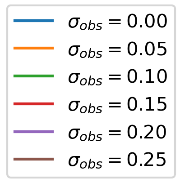 σobs = 0.00
σobs = 0.05
σobs = 0.10
σobs = 0.15
σobs = 0.20
σobs = 0.25